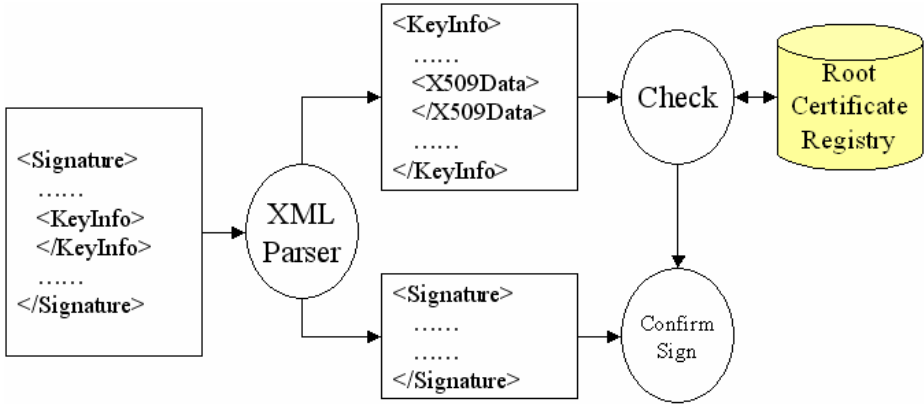 <Signature>
……
<KeyInfo>
</KeyInfo>
……
</Signature>
XML
Parser
<KeyInfo>
……
<X509Data>
</X509Data>
……
</KeyInfo>
Check
Root
Certificate
Registry
<Signature>
……
……
</Signature>
Confirm
Sign